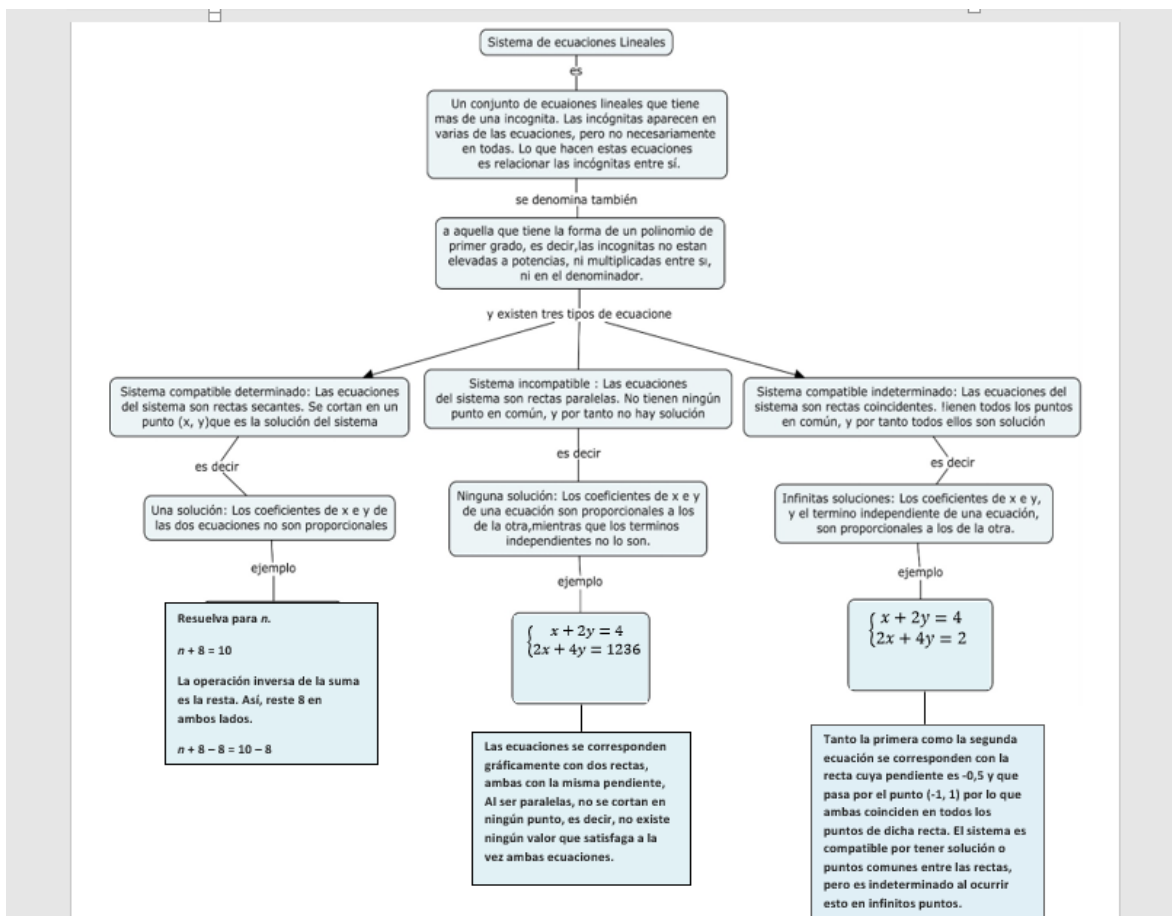 Sistema de ecuaciones Lineales
es
Un conjunto de ecuaiones lineales que tiene
mas de una incognita. Las incógnitas aparecen en
varias de las ecuaciones, pero no necesariamente
en todas. Lo que hacen estas ecuaciones
es relacionar las incógnitas entre sí.
se denomina también
a aquella que tiene la forma de un polinomio de
primer grado, es decir,las incognitas no estan
elevadas a potencias, ni multiplicadas entre sı,
ni en el denominador.
y existen tres tipos de ecuacione
Sistema compatible determinado: Las ecuaciones
del sistema son rectas secantes. Se cortan en un
punto (x, y)que es la solución del sistema
es decir
Una solución: Los coeficientes de x e y de
las dos ecuaciones no son proporcionales
ejemplo
Resuelva para n.
n + 8 = 10
La operación inversa de la suma
es la resta. Así, reste 8 en
ambos lados.
n + 8 – 8 = 10 – 8
Sistema incompatible : Las ecuaciones
del sistema son rectas paralelas. No tienen ningún
punto en común, y por tanto no hay solución
es decir
Ninguna solución: Los coeficientes de x e y
de una ecuación son proporcionales a los
de la otra,mientras que los terminos
independientes no lo son.
ejemplo
x + 2y = 4
2x + 4y = 1236
Las ecuaciones se corresponden
gráficamente con dos rectas,
ambas con la misma pendiente,
Al ser paralelas, no se cortan en
ningún punto, es decir, no existe
ningún valor que satisfaga a la
vez ambas ecuaciones.
Sistema compatible indeterminado: Las ecuaciones del
sistema son rectas coincidentes. !ienen todos los puntos
en común, y por tanto todos ellos son solución
es decir
Infinitas soluciones: Los coeficientes de x e y,
y el termino independiente de una ecuación,
son proporcionales a los de la otra.
ejemplo
x + 2y = 4
2x + 4y = 2
Tanto la primera como la segunda
ecuación se corresponden con la
recta cuya pendiente es -0,5 y que
pasa por el punto (-1, 1) por lo que
ambas coinciden en todos los
puntos de dicha recta. El sistema es
compatible por tener solución o
puntos comunes entre las rectas,
pero es indeterminado al ocurrir
esto en infinitos puntos.